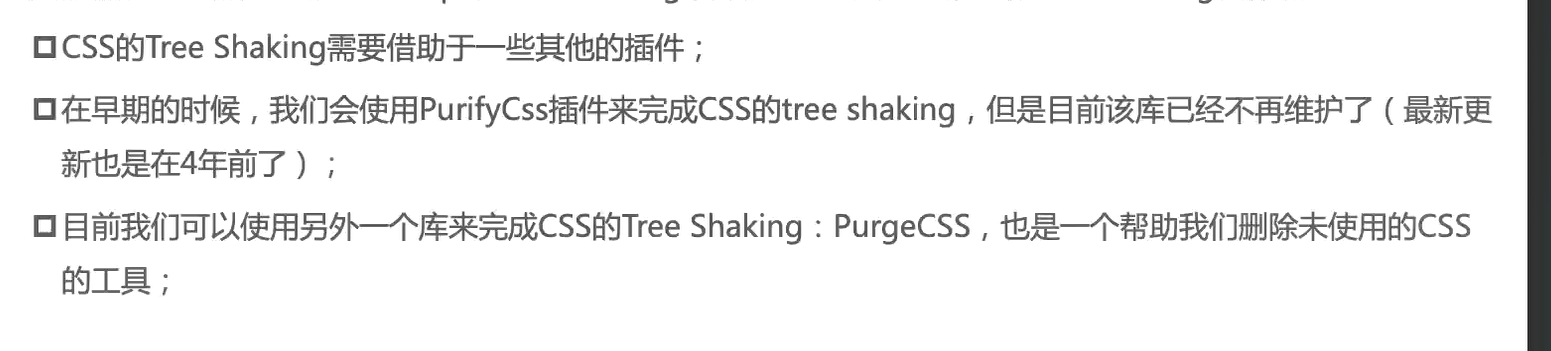 CSS的Tree Shaking需要借助于一些其他的插件；
在早期的时候，我们会使用PurifyCss插件来完成CSS的tree shaking，但是目前该库已经不再维护了（最新更
新也是在4年前了）；
目前我们可以使用另外一个库来完成CSS的Tree Shaking：PurgeCSS，也是一个帮助我们删除未使用的CSS
的工具；